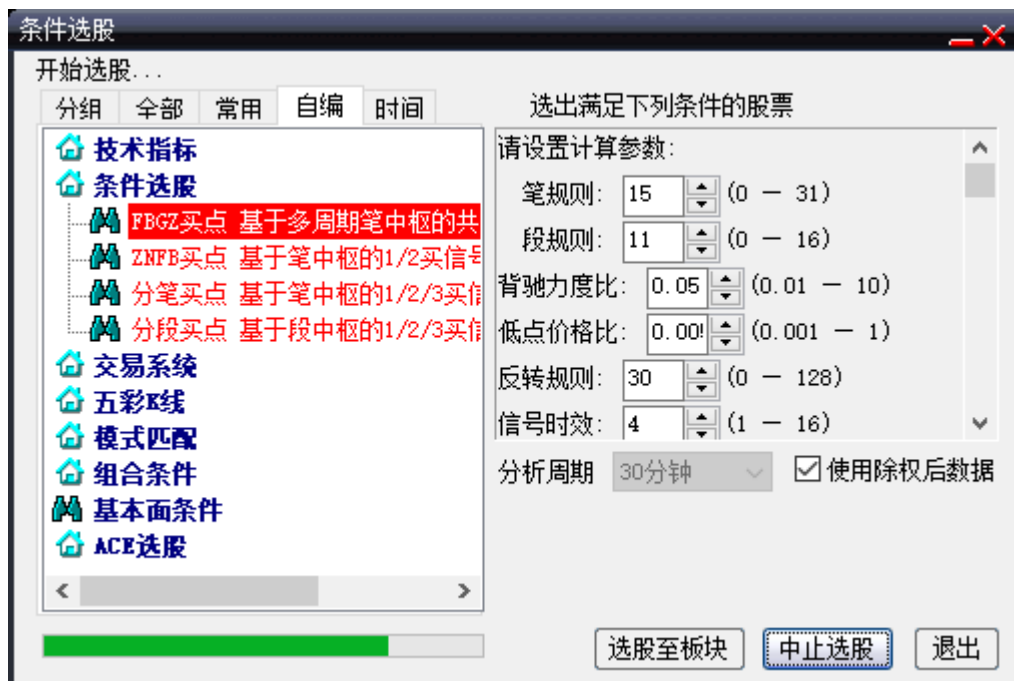 条件选股
开始选股...
分组 全部 常用 自编 时间
技术指标
条件选股
FBGZ买点 基于多周期笔中枢的共
ZNFB买点 基于笔中枢的1/2买信号
分笔买点 基于笔中枢的1/2/3买信
分段买点 基于段中枢的1/2/3买信
交易系统
五彩K线
模式匹配
组合条件
基本面条件
ACE选股
选出满足下列条件的股票
请设置计算参数:
笔规则: 15 (0 — 31)
段规则: 11 (0 — 16)
背驰力度比: 0.05 (0.01 — 10)
低点价格比: 0.00 (0.001 — 1)
反转规则: 30 (0 — 128)
信号时效: 4 (1 — 16)
分析周期 30分钟 使用除权后数据
选股至板块 中止选股 退出